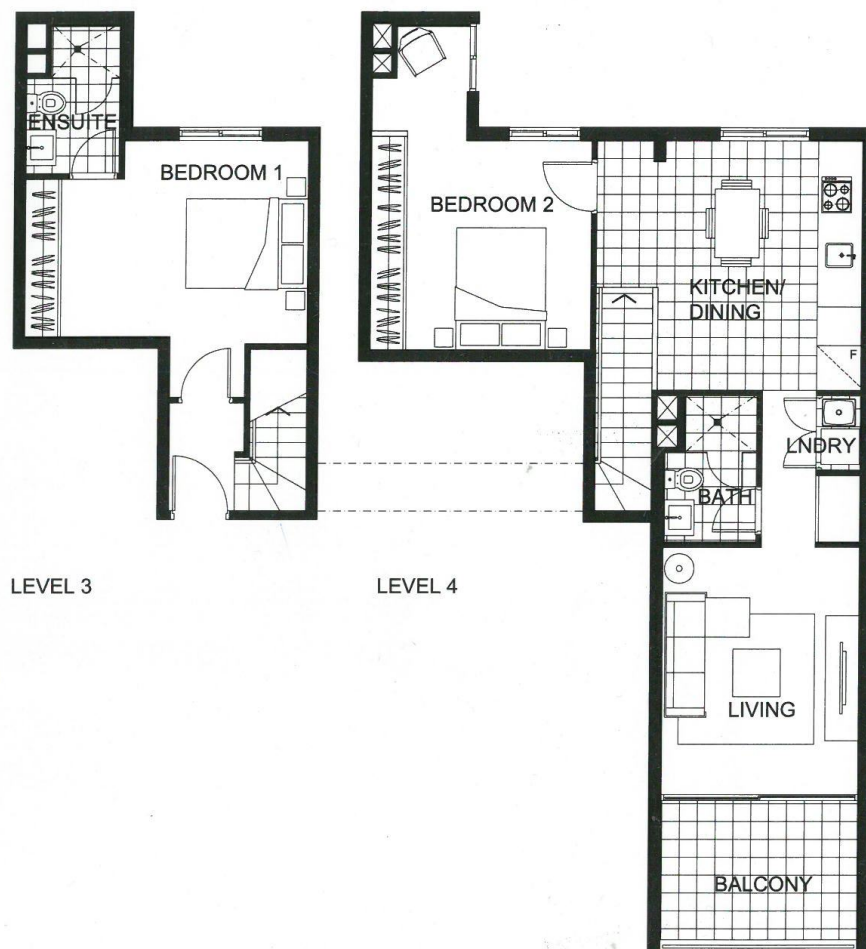 ENSUITE
BEDROOM 1
BEDROOM 2
KITCHEN/
DINING
F
LNDRY
BATH
LEVEL 3
LEVEL 4
LIVING
BALCONY